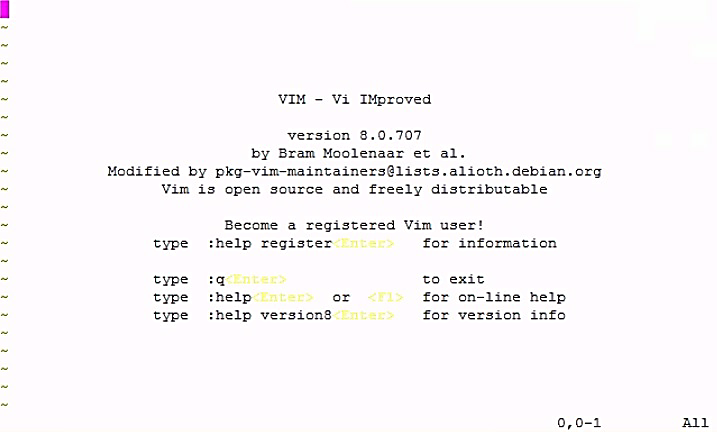 ~
~
~
~
~ VIM - Vi IMproved
~
~ version 8.0.707
~ by Bram Moolenaar et al.
~ Modified by pkg-vim-maintainers@lists.alioth.debian.org
~ Vim is open source and freely distributable
~
~ Become a registered Vim user!
~ type :help register<Enter> for information
~
~ type :q<Enter> to exit
~ type :help<Enter> or <F1> for on-line help
~ type :help version8<Enter> for version info
~
~
~
~
~
0,0-1 All